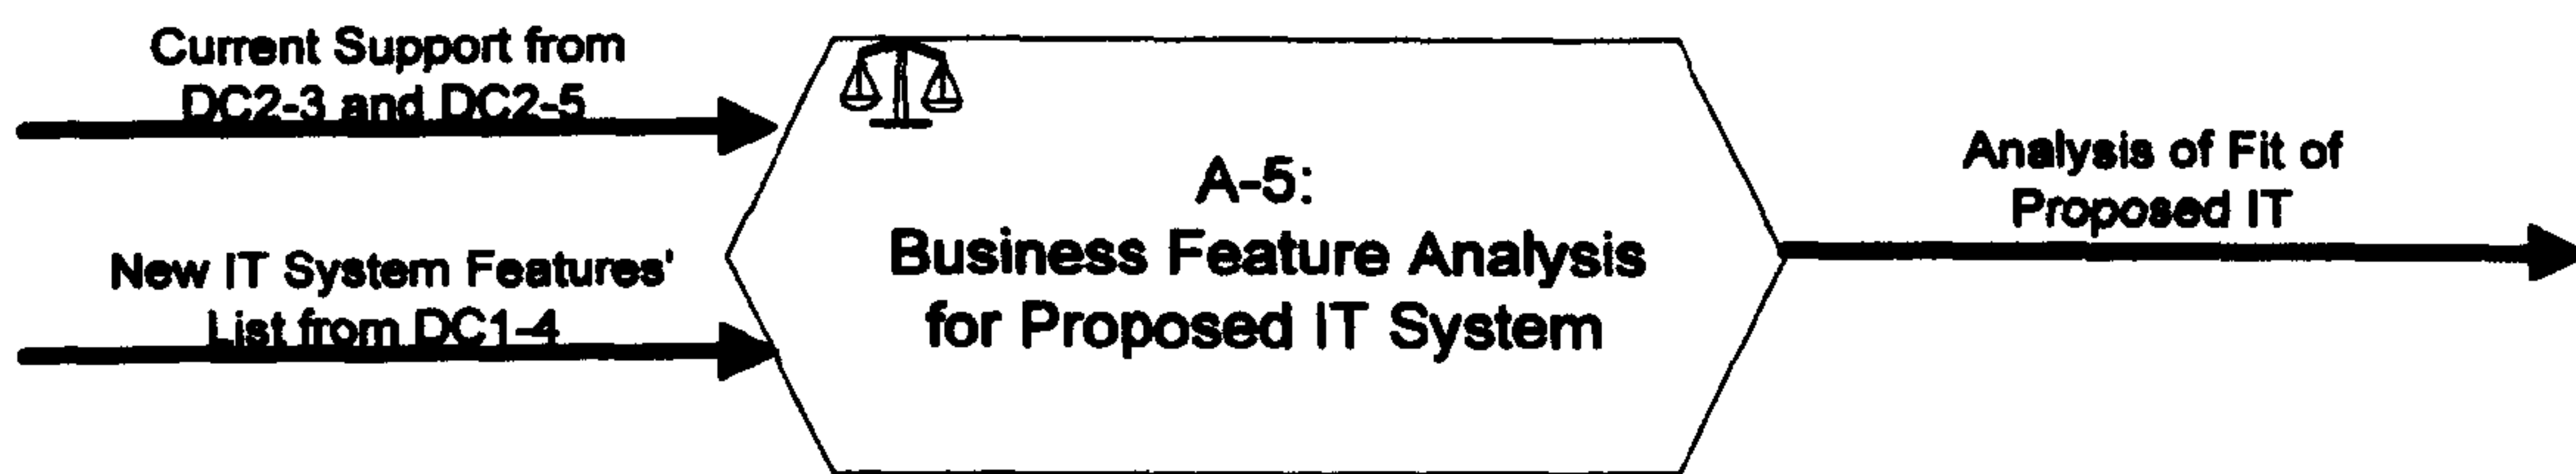 Current Support from
DC2-3 and DC2-5
New IT System Features'
List from DC1-4
A-5:
Business Feature Analysis
for Proposed IT System
Analysis of Fit of
Proposed IT